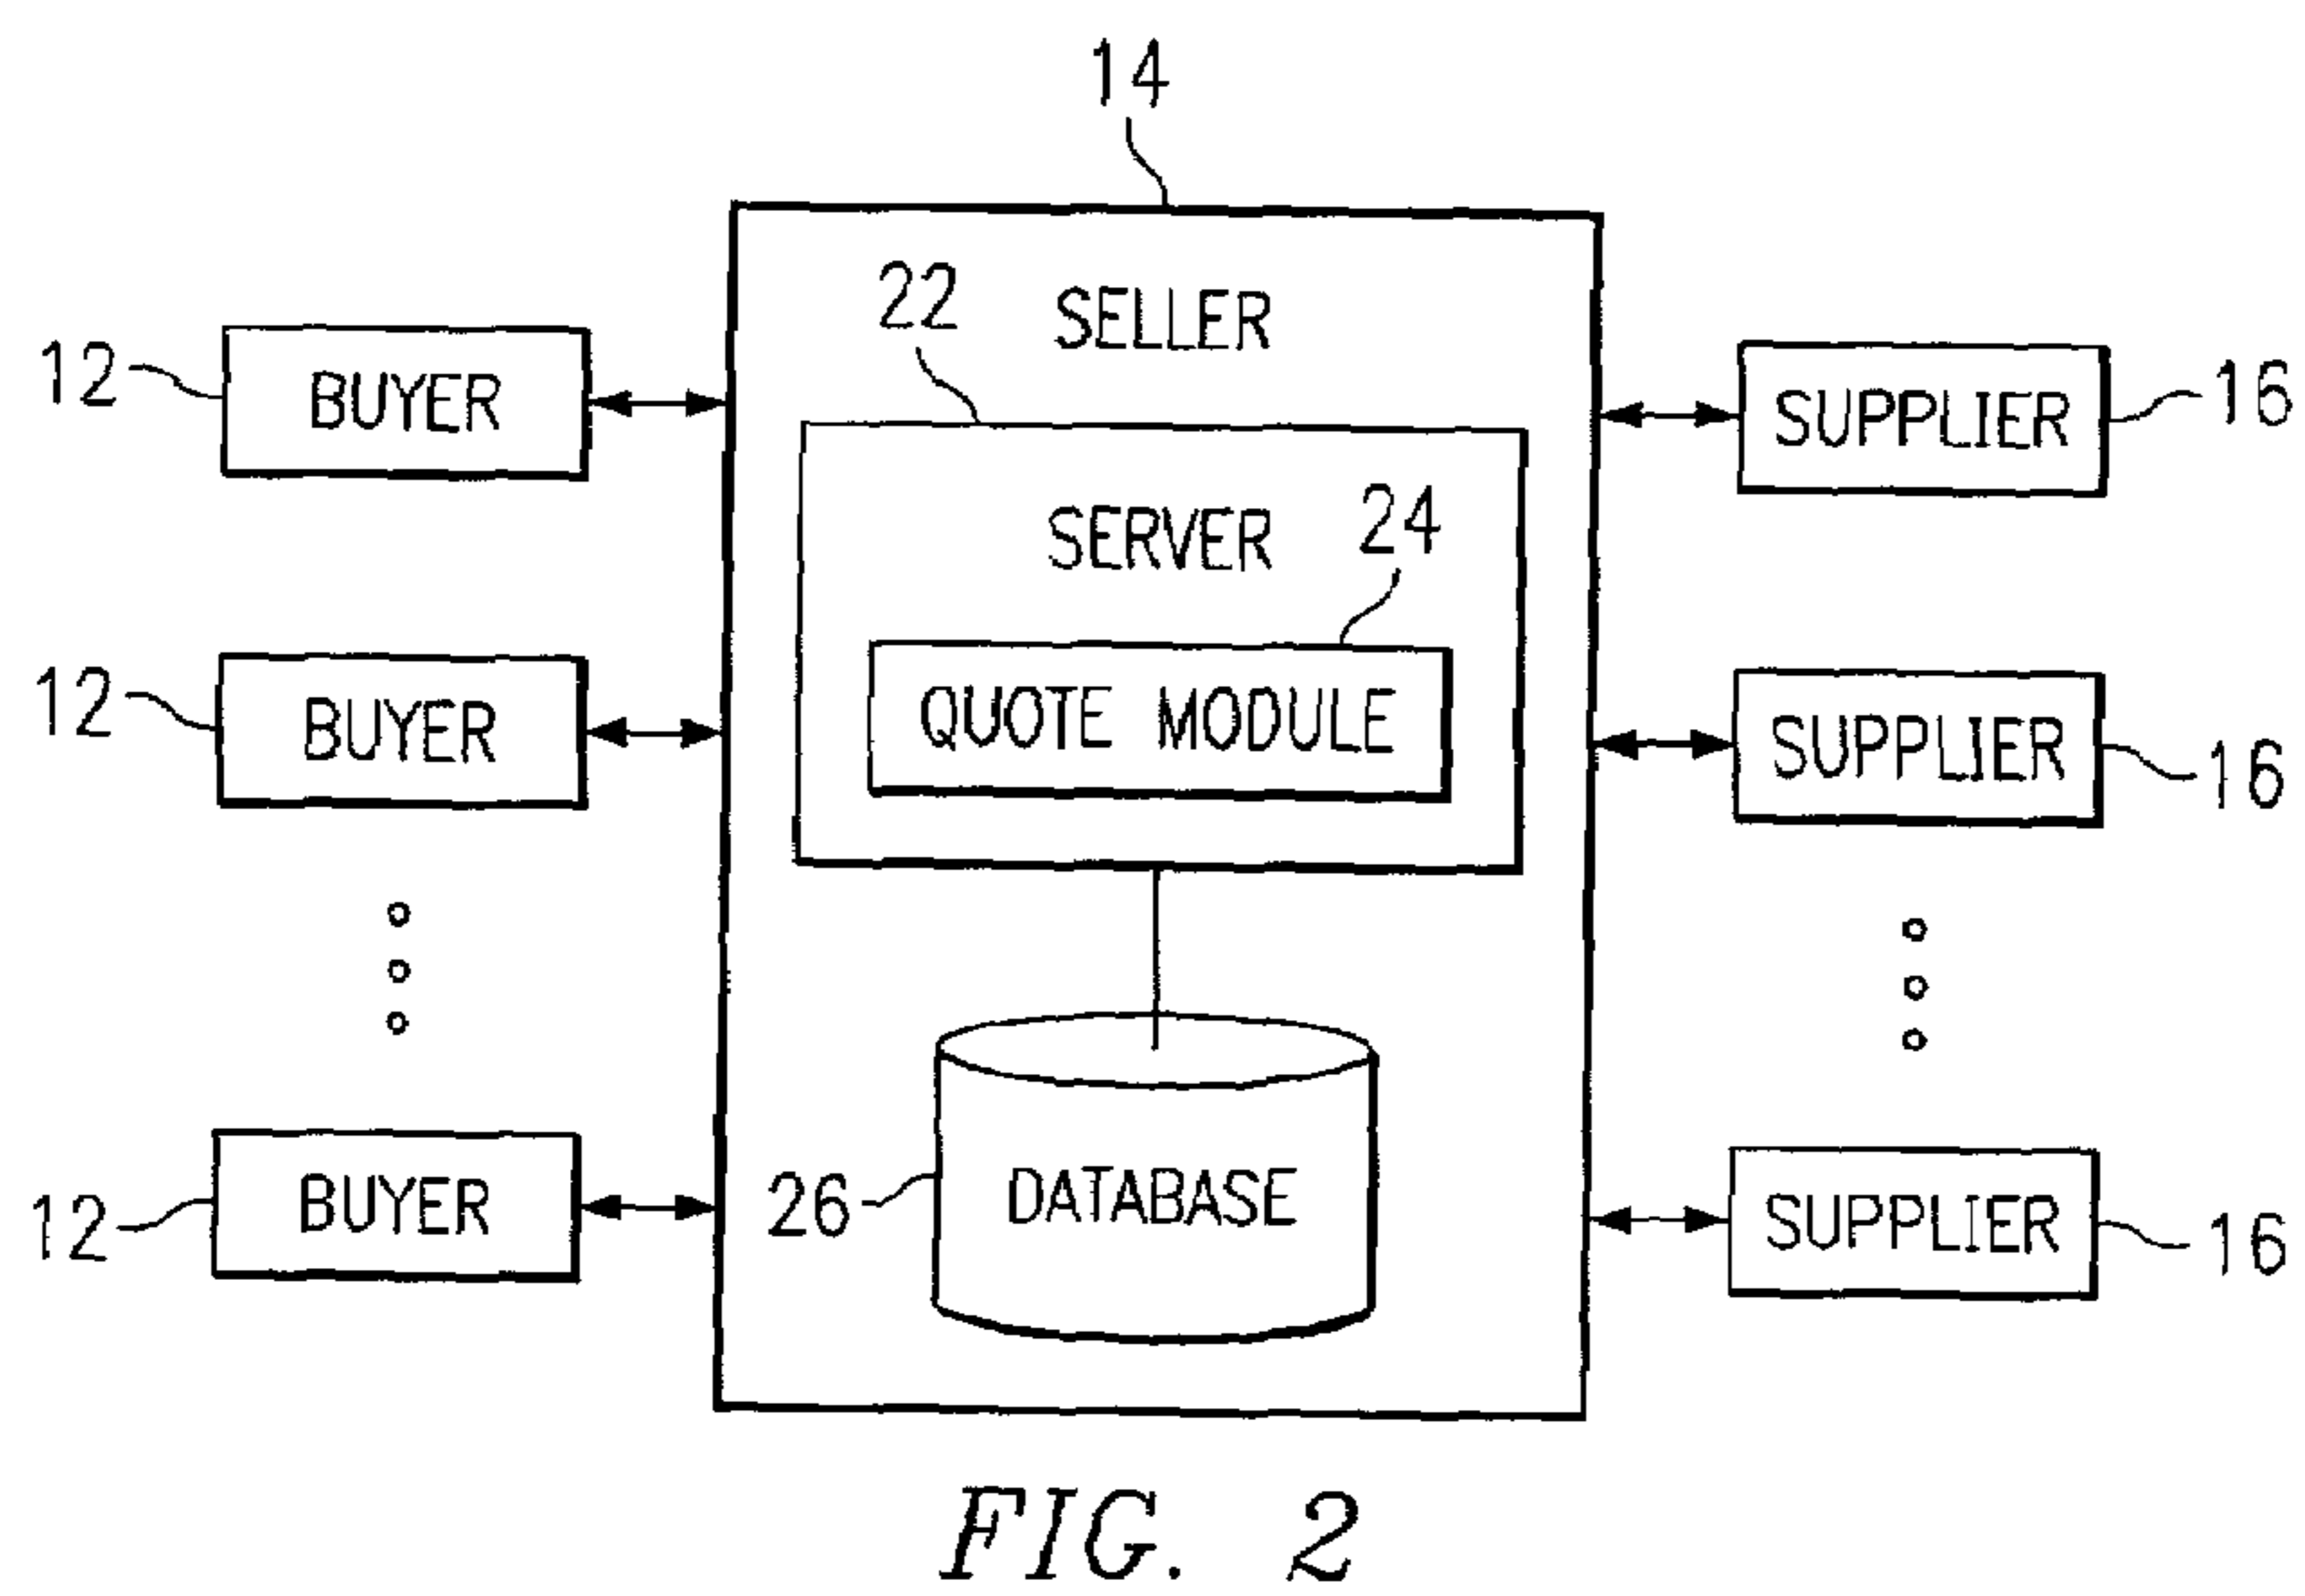 14
22
SELLER
12
BUYER
SUPPLIER
16
SERVER
24
12
BUYER
QUOTE MODULE
SUPPLIER
16
12
BUYER
26
DATABASE
SUPPLIER
16
FIG. 2